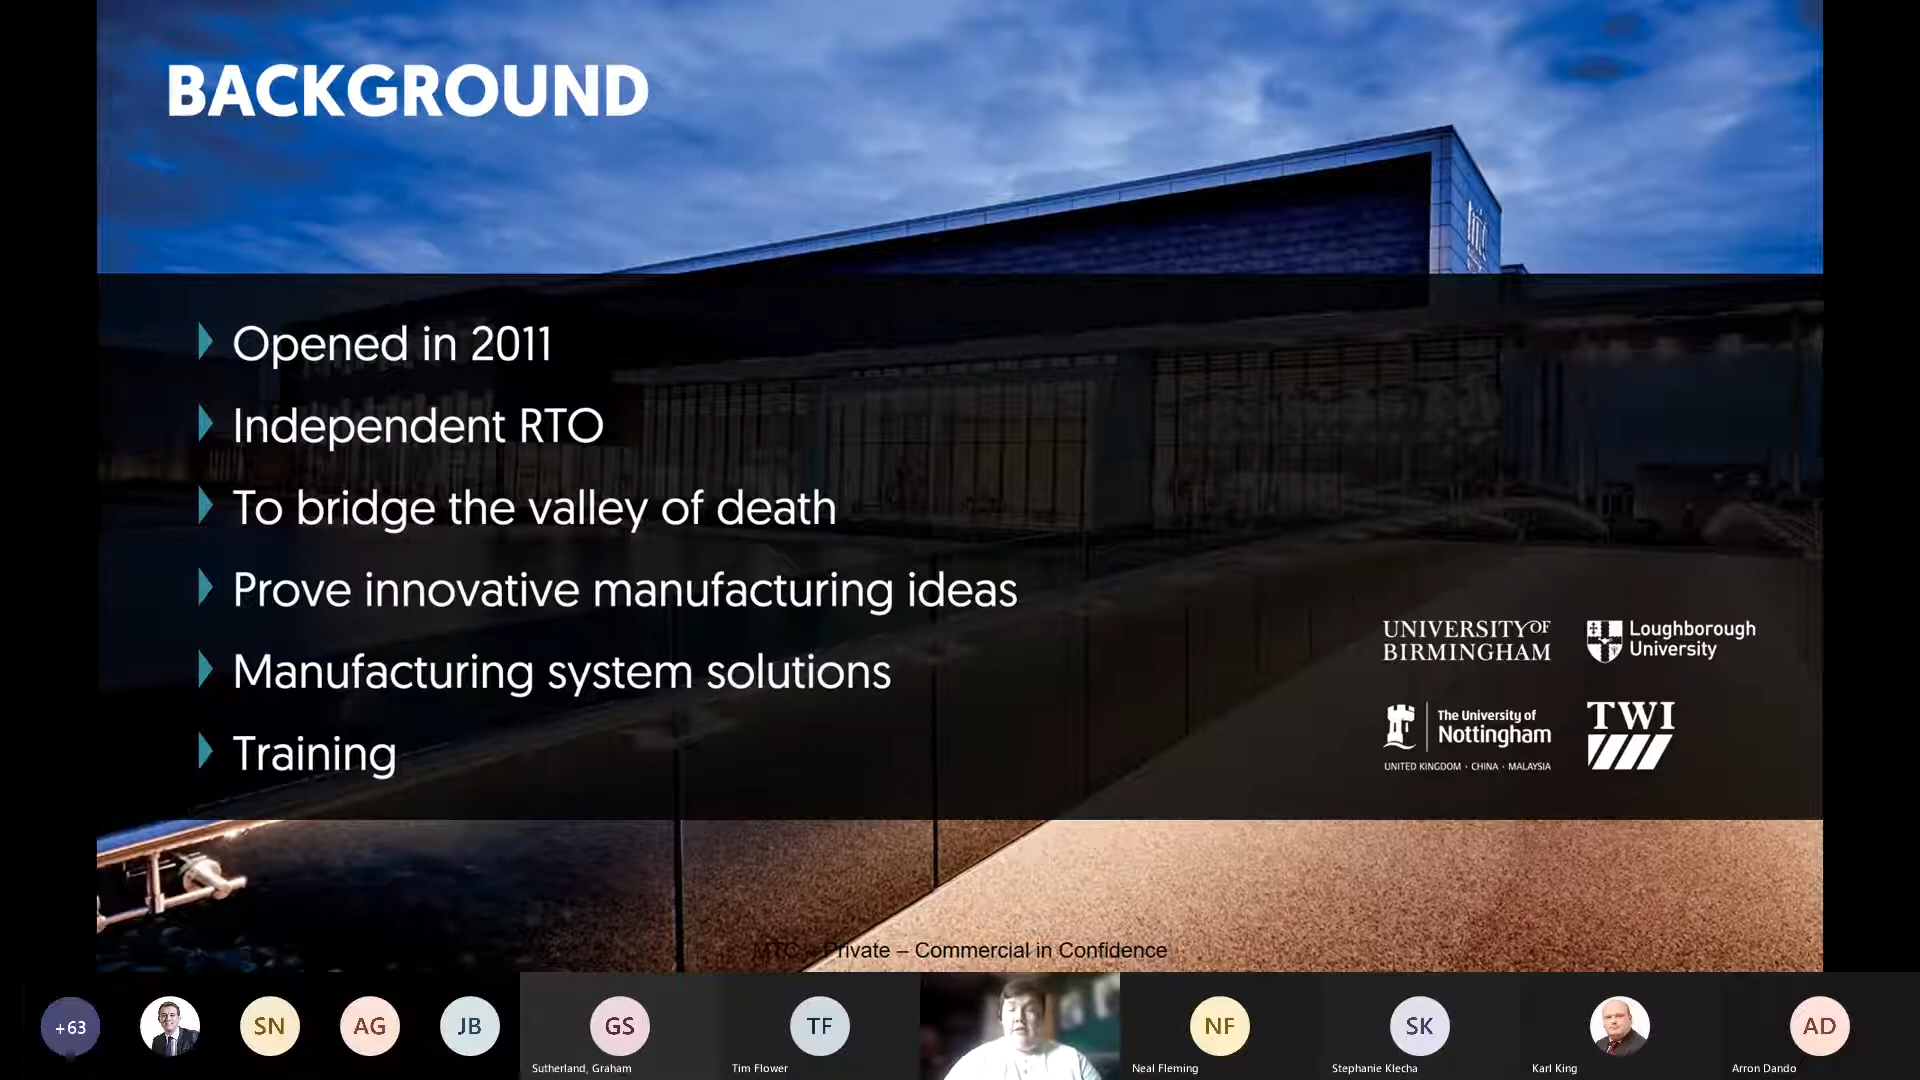 BACKGROUND
mtc
Opened in 2011
Independent RTO
To bridge the valley of death
Prove innovative manufacturing ideas
Manufacturing system solutions
Training
UNIVERSITY OF
BIRMINGHAM
Loughborough
University
The University of
Nottingham
UNITED KINGDOM · CHINA · MALAYSIA
TWI
MTC – Private – Commercial in Confidence
+63
SN
AG
JB
GS
TF
NF
SK
AD
Sutherland, Graham
Tim Flower
Neal Fleming
Stephanie Klecha
Karl King
Arron Dando